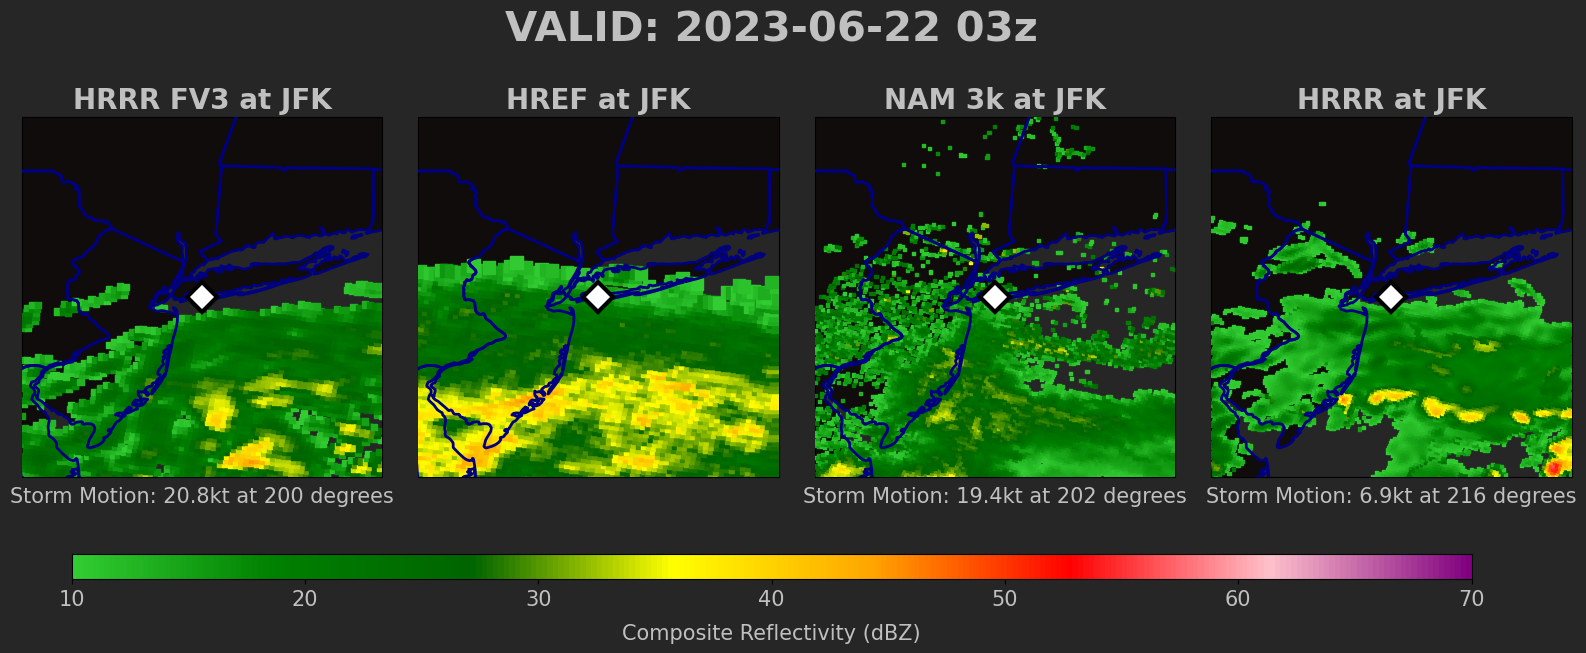 VALID: 2023-06-22 03z
HRRR FV3 at JFK
HREF at JFK
NAM 3k at JFK
HRRR at JFK
Storm Motion: 20.8kt at 200 degrees
Storm Motion: 19.4kt at 202 degrees
Storm Motion: 6.9kt at 216 degrees
10 20 30 40 50 60 70
Composite Reflectivity (dBZ)